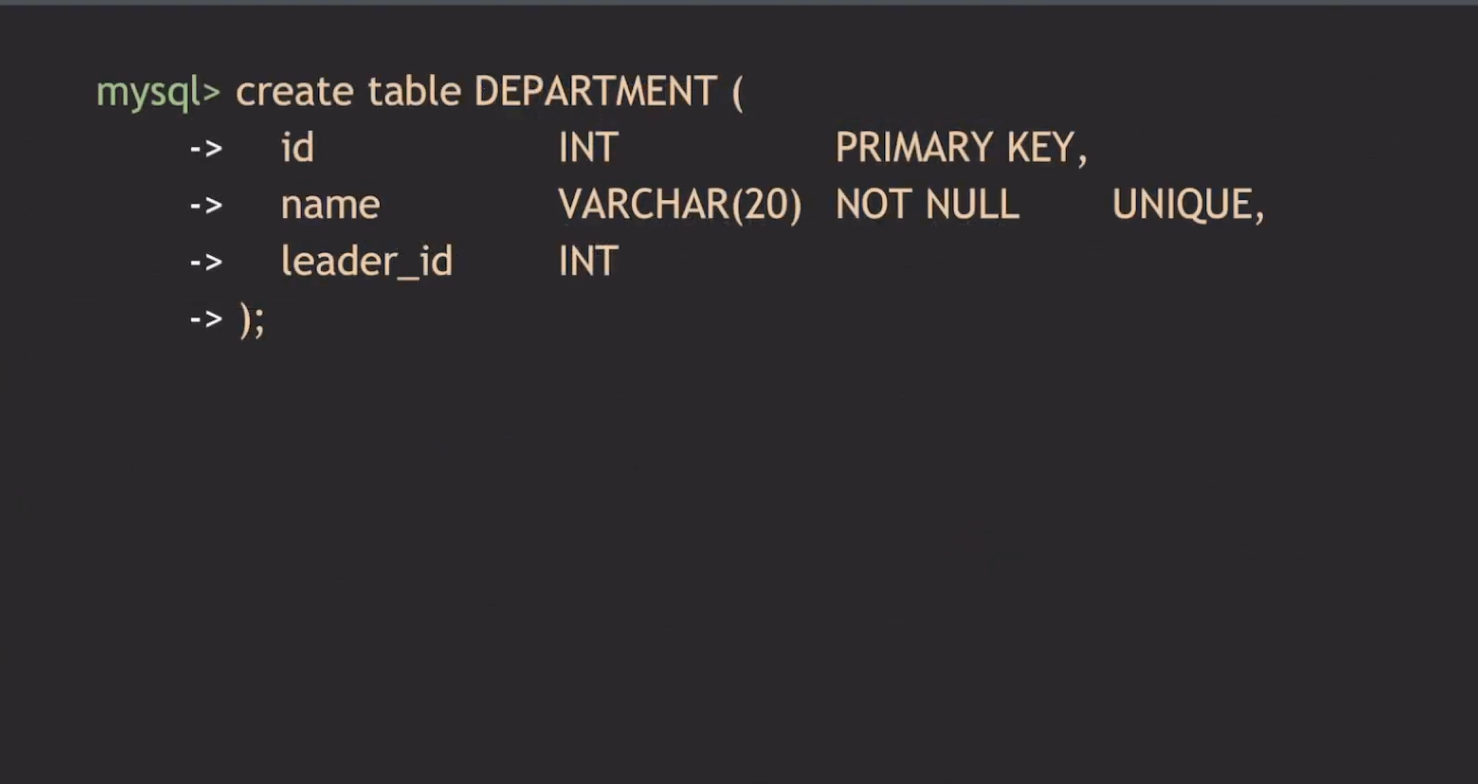 mysql> create table DEPARTMENT (
-> id INT PRIMARY KEY,
-> name VARCHAR(20) NOT NULL UNIQUE,
-> leader_id INT
-> );